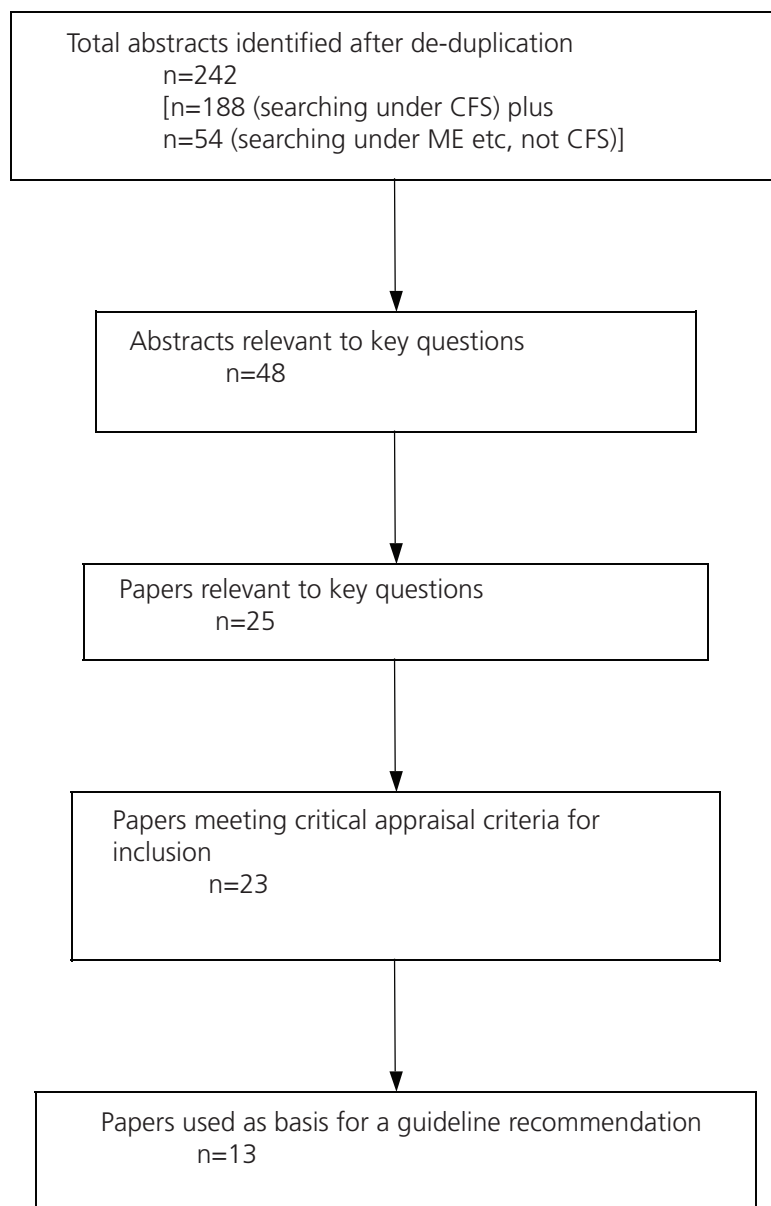 Total abstracts identified after de-duplication
n=242
[n=188 (searching under CFS) plus
n=54 (searching under ME etc, not CFS)]
Abstracts relevant to key questions
n=48
Papers relevant to key questions
n=25
Papers meeting critical appraisal criteria for
inclusion
n=23
Papers used as basis for a guideline recommendation
n=13